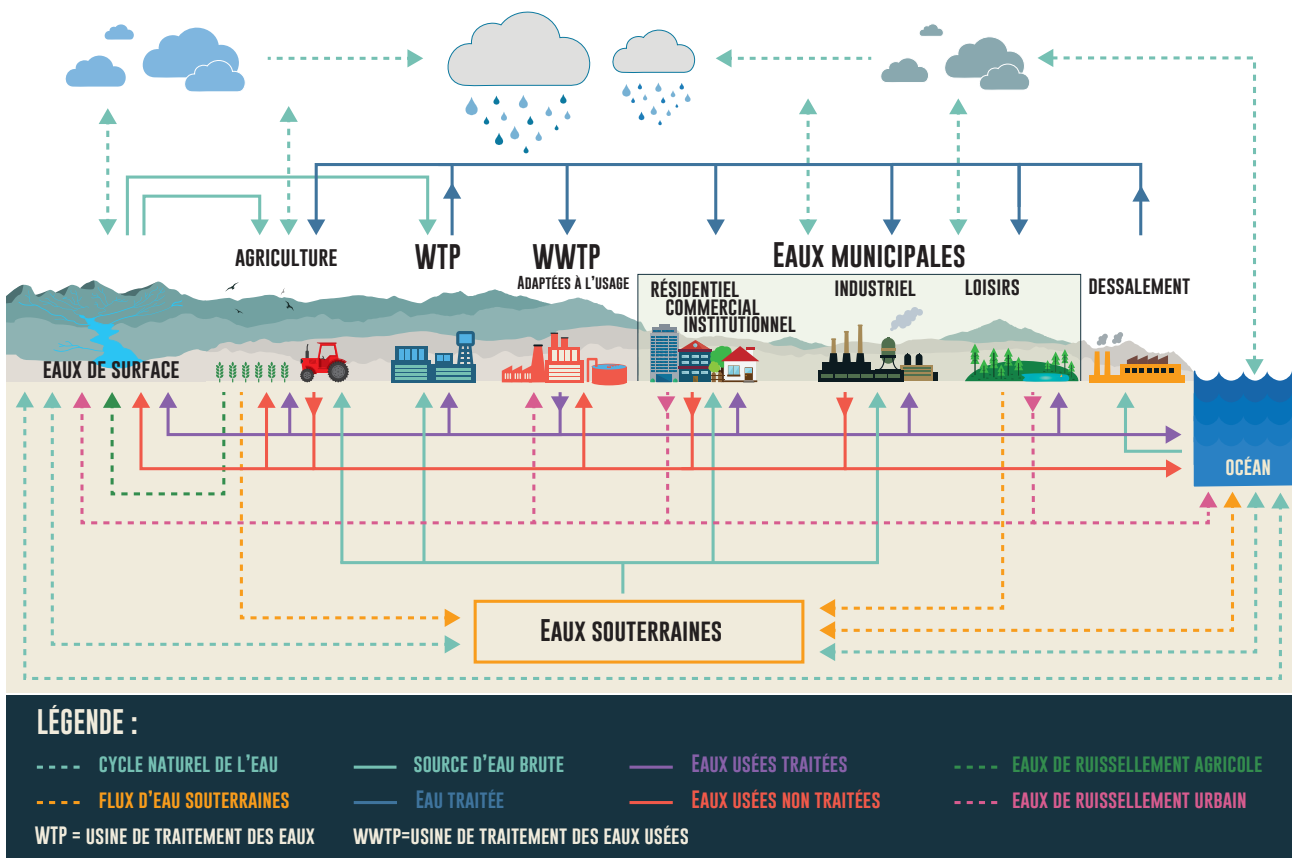 AGRICULTURE
WTP
WWTP
ADAPTÉES À L'USAGE
EAUX MUNICIPALES
RÉSIDENTIEL
COMMERCIAL
INSTITUTIONNEL
INDUSTRIEL
LOISIRS
DESSALEMENT
EAUX DE SURFACE
OCÉAN
EAUX SOUTERRAINES
LÉGENDE :
CYCLE NATUREL DE L'EAU
SOURCE D'EAU BRUTE
EAUX USÉES TRAITÉES
EAUX DE RUISSELLEMENT AGRICOLE
FLUX D'EAU SOUTERRAINES
EAU TRAITÉE
EAUX USÉES NON TRAITÉES
EAUX DE RUISSELLEMENT URBAIN
WTP = USINE DE TRAITEMENT DES EAUX
WWTP=USINE DE TRAITEMENT DES EAUX USÉES